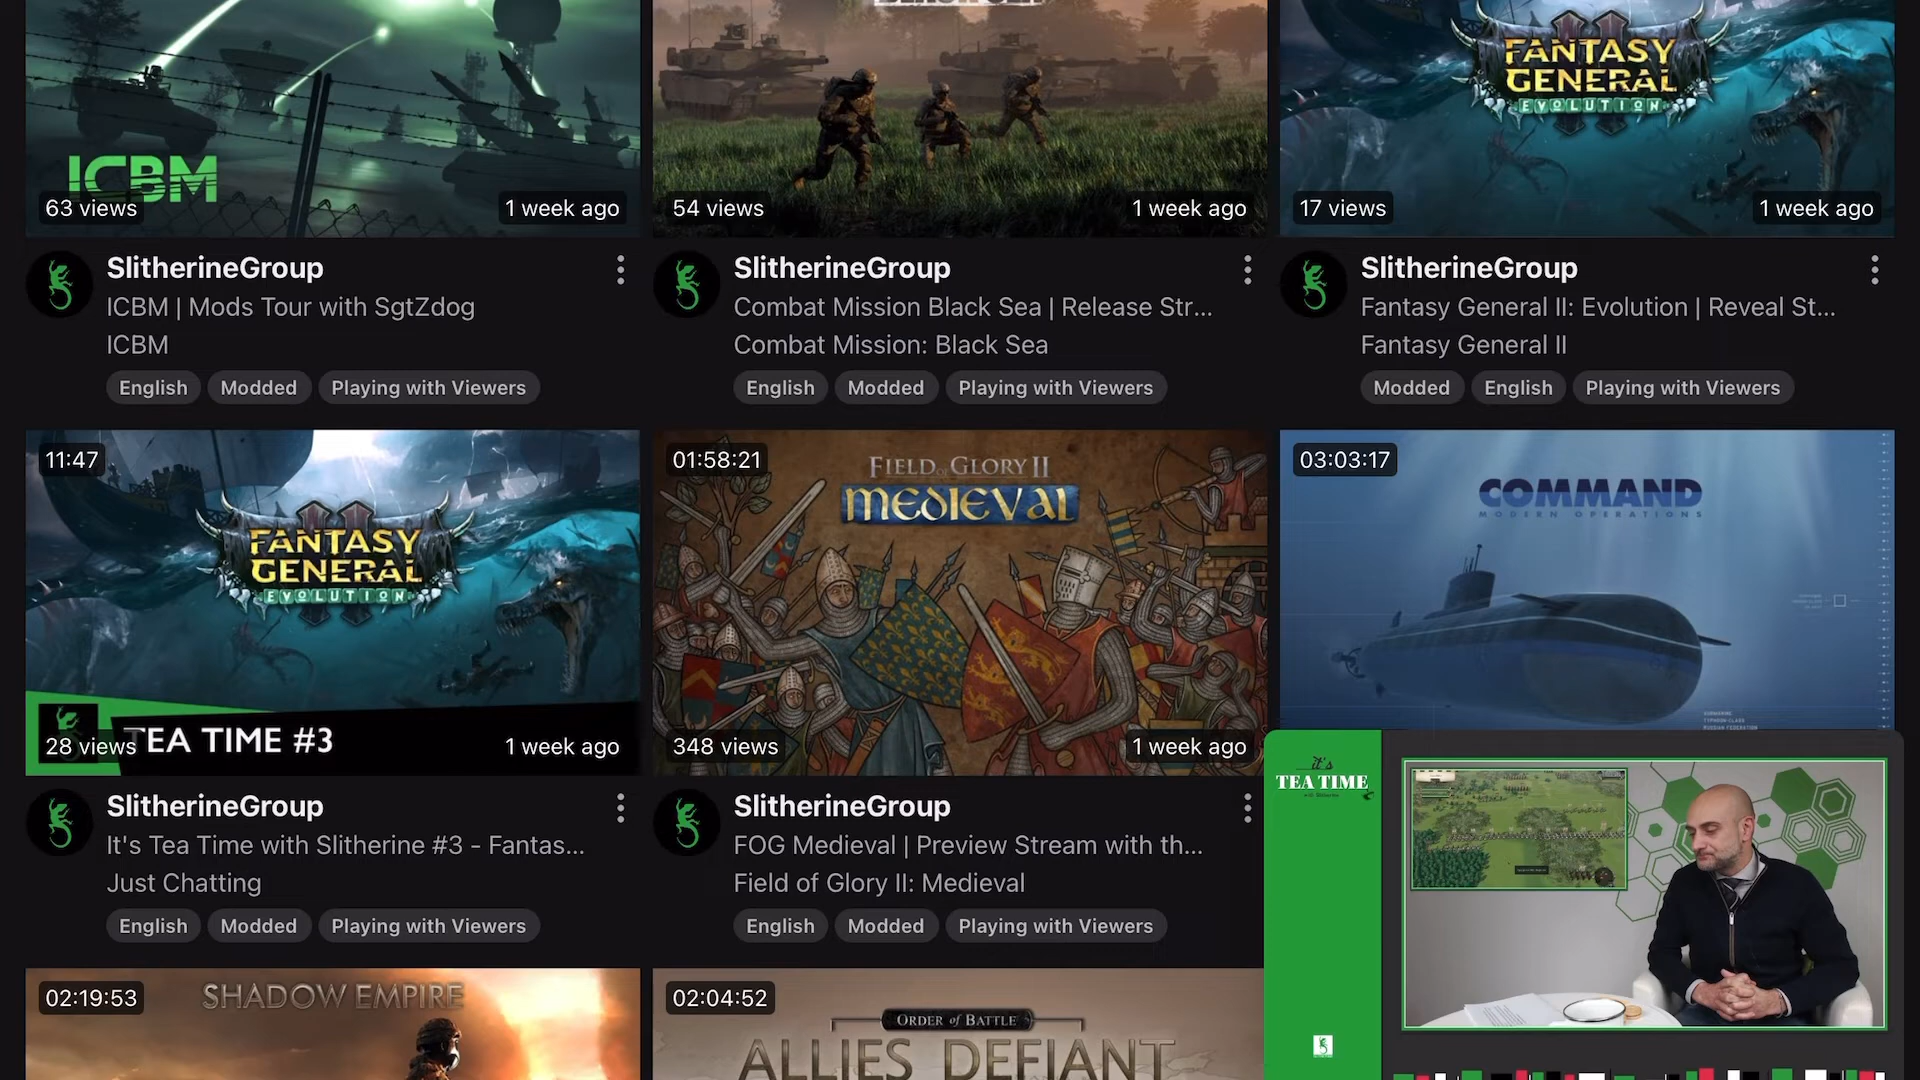 ICBM
63 views
1 week ago
54 views
1 week ago
FANTASY
GENERAL
EVOLUTION
17 views
1 week ago
SlitherineGroup
ICBM | Mods Tour with SgtZdog
ICBM
English
Modded
Playing with Viewers
SlitherineGroup
Combat Mission Black Sea | Release Str...
Combat Mission: Black Sea
English
Modded
Playing with Viewers
SlitherineGroup
Fantasy General II: Evolution | Reveal St...
Fantasy General II
Modded
English
Playing with Viewers
11:47
FANTASY
GENERAL
EVOLUTION
TEA TIME #3
28 views
1 week ago
01:58:21
FIELD OF GLORY II
MEDIEVAL
348 views
1 week ago
03:03:17
COMMAND
MODERN OPERATIONS
SlitherineGroup
It's Tea Time with Slitherine #3 - Fantas...
Just Chatting
English
Modded
Playing with Viewers
SlitherineGroup
FOG Medieval | Preview Stream with th...
Field of Glory II: Medieval
English
Modded
Playing with Viewers
it's
TEA TIME
02:19:53
SHADOW EMPIRE
02:04:52
ORDER of BATTLE
ALLIES DEFIANT